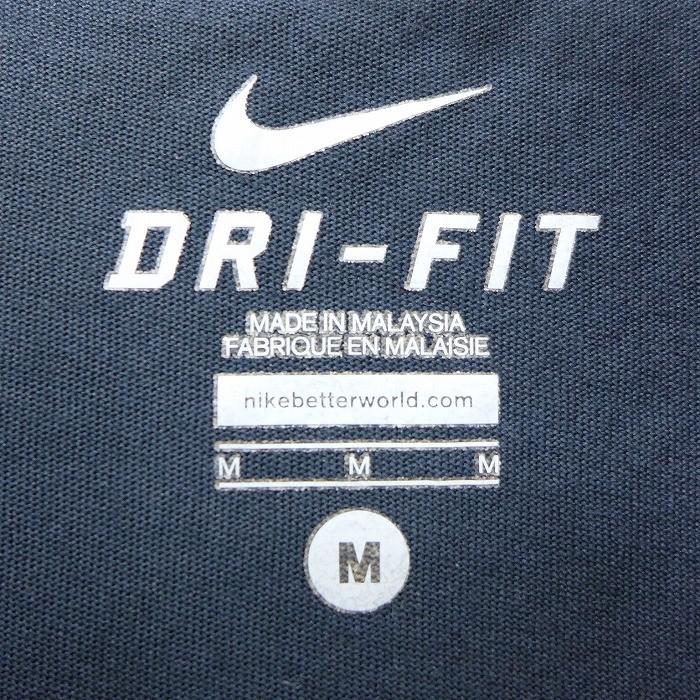 DRI-FIT
MADE IN MALAYSIA
FABRIQUE EN MALAISIE
nikebetterworld.com
M M M
M